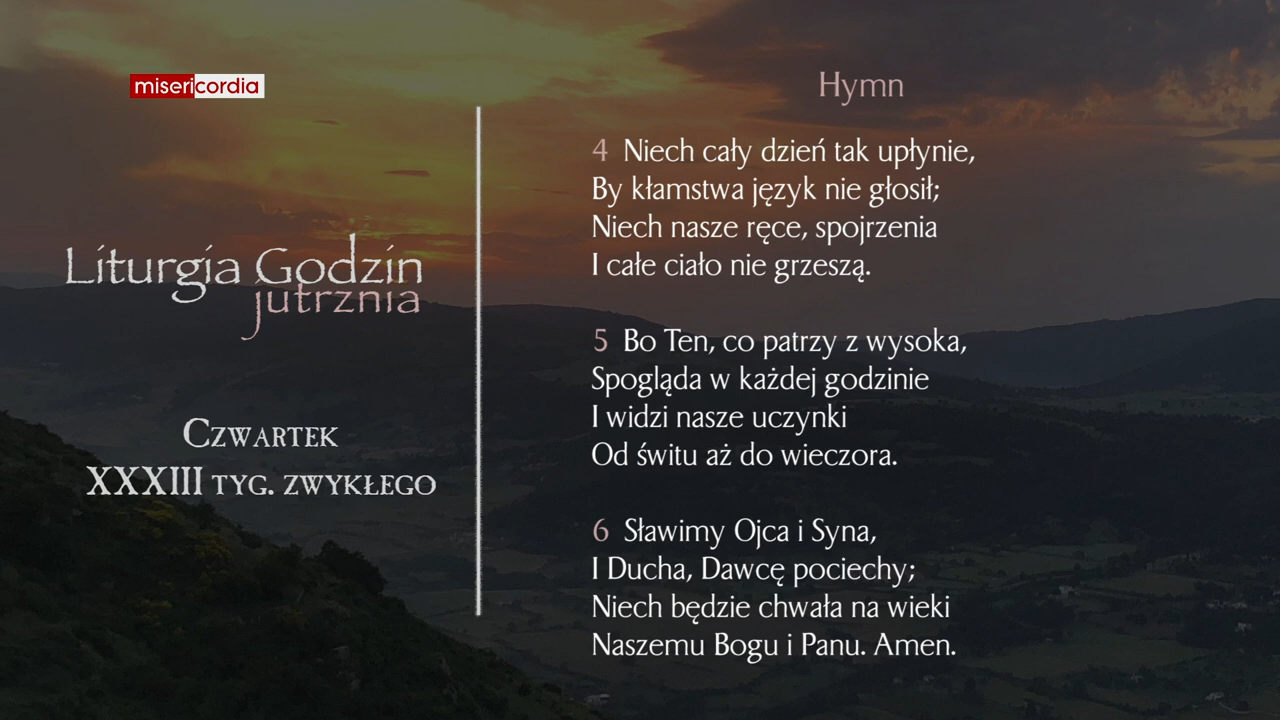 misericordia
Liturgia Godzin
jutrznia
Czwartek
XXXIII tyg. zwykłego
Hymn
4 Niech cały dzień tak upłynie,
By kłamstwa język nie głosił;
Niech nasze ręce, spojrzenia
I całe ciało nie grzeszą.
5 Bo Ten, co patrzy z wysoka,
Spogląda w każdej godzinie
I widzi nasze uczynki
Od świtu aż do wieczora.
6 Sławimy Ojca i Syna,
I Ducha, Dawcę pociechy;
Niech będzie chwała na wieki
Naszemu Bogu i Panu. Amen.